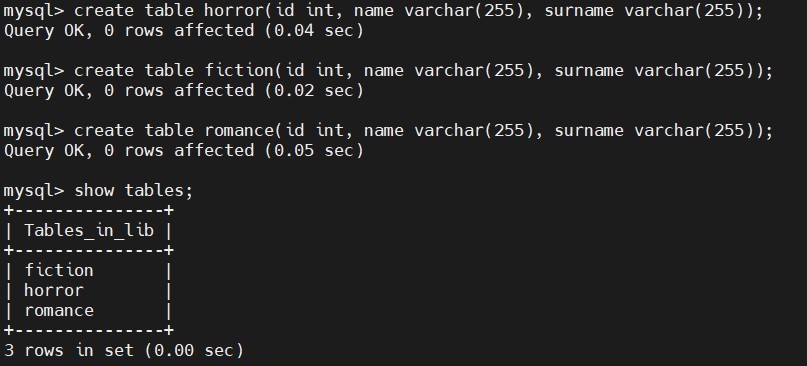 mysql> create table horror(id int, name varchar(255), surname varchar(255));
Query OK, 0 rows affected (0.04 sec)
mysql> create table fiction(id int, name varchar(255), surname varchar(255));
Query OK, 0 rows affected (0.02 sec)
mysql> create table romance(id int, name varchar(255), surname varchar(255));
Query OK, 0 rows affected (0.05 sec)
mysql> show tables;
+---------------+
| Tables_in_lib |
+---------------+
| fiction       |
| horror        |
| romance       |
+---------------+
3 rows in set (0.00 sec)